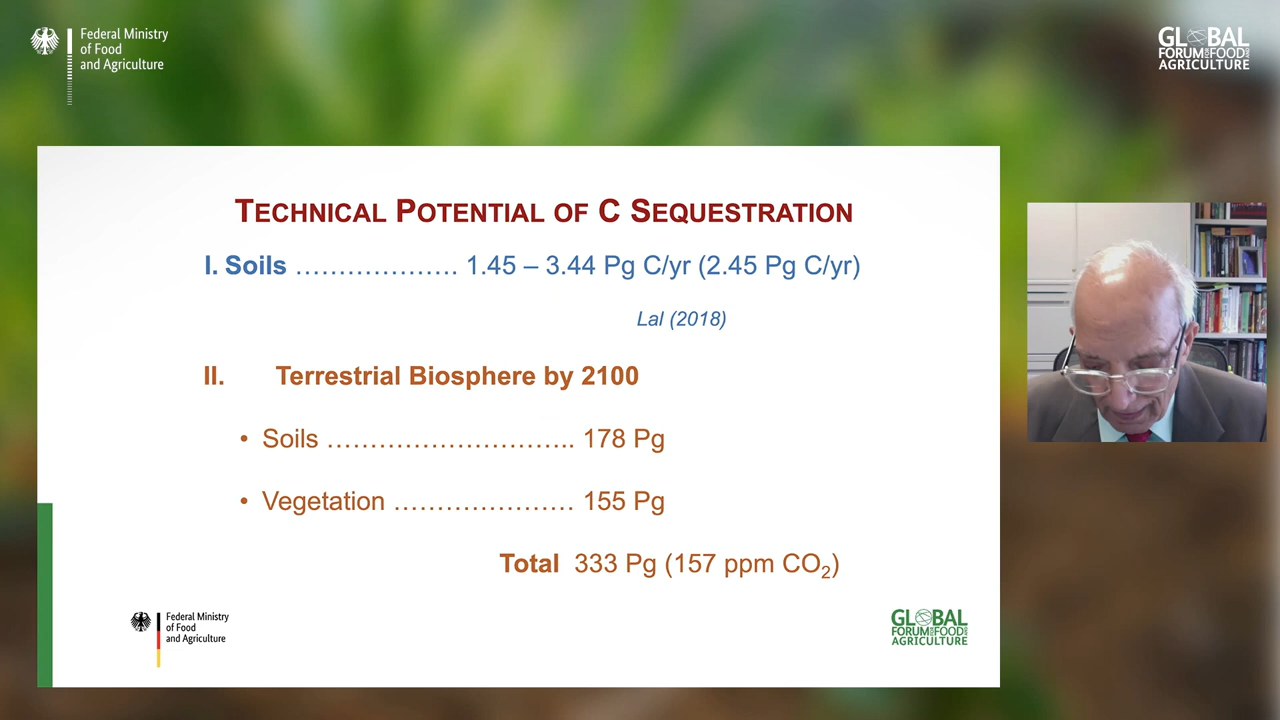 Federal Ministry
of Food
and Agriculture
GLOBAL
FORUM FOR FOOD AND
AGRICULTURE
TECHNICAL POTENTIAL OF C SEQUESTRATION
I. Soils ………………. 1.45 – 3.44 Pg C/yr (2.45 Pg C/yr)
Lal (2018)
II. Terrestrial Biosphere by 2100
• Soils ……………………….. 178 Pg
• Vegetation ………………… 155 Pg
Total 333 Pg (157 ppm CO₂)
Federal Ministry
of Food
and Agriculture
GLOBAL
FORUM FOR FOOD AND
AGRICULTURE